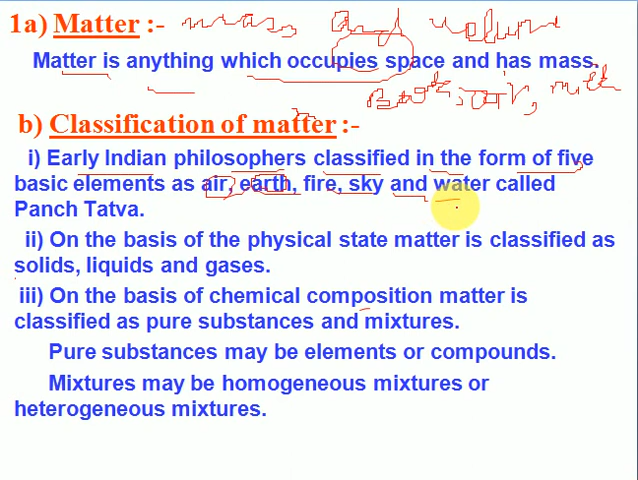 1a) Matter :-
Matter is anything which occupies space and has mass.
b) Classification of matter :-
i) Early Indian philosophers classified in the form of five
basic elements as air, earth, fire, sky and water called
Panch Tatva.
ii) On the basis of the physical state matter is classified as
solids, liquids and gases.
iii) On the basis of chemical composition matter is
classified as pure substances and mixtures.
Pure substances may be elements or compounds.
Mixtures may be homogeneous mixtures or
heterogeneous mixtures.